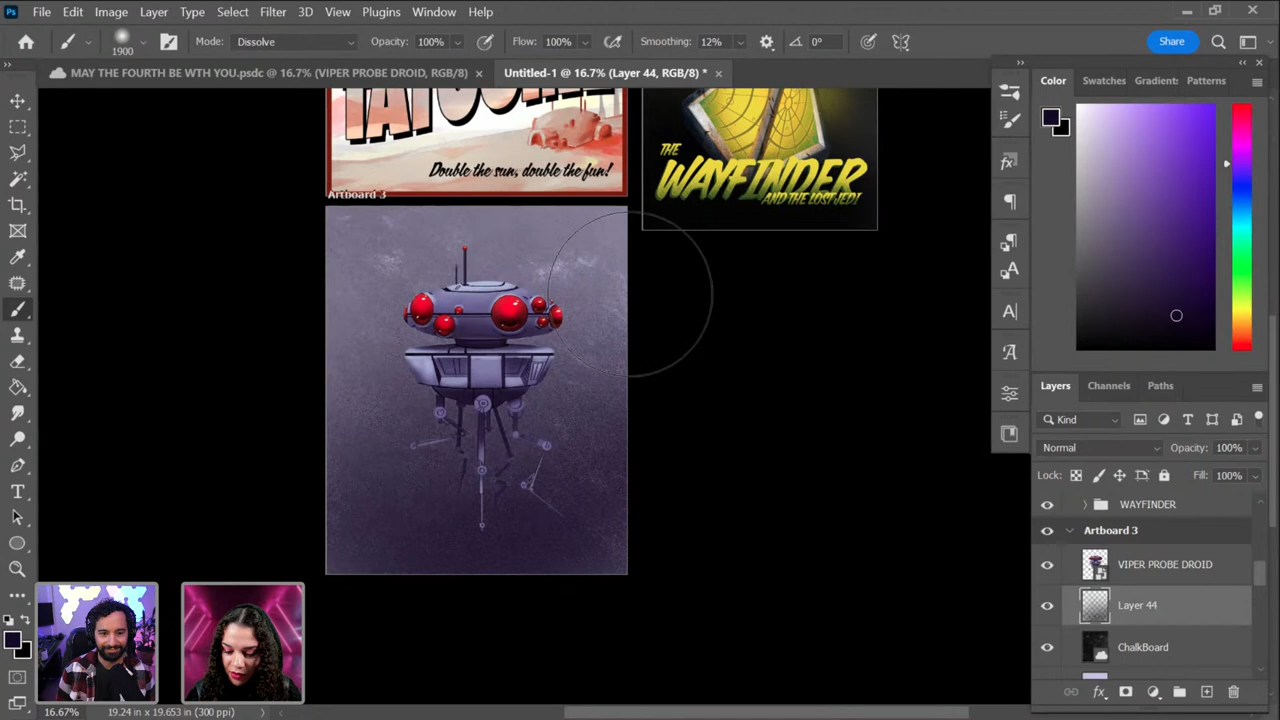 Ps File Edit Image Layer Type Select Filter 3D View Plugins Window Help
1900 Mode: Dissolve Opacity: 100% Flow: 100% Smoothing: 12% 0° Share
MAY THE FOURTH BE WTH YOU.psdc @ 16.7% (VIPER PROBE DROID, RGB/8) × Untitled-1 @ 16.7% (Layer 44, RGB/8) * ×
Color Swatches Gradient: Patterns
Double the sun, double the fun!
Artboard 3
THE
WAYFINDER
AND THE LOST JEDI
fx
A
A|
A
Layers Channels Paths
Kind
Normal Opacity: 100%
Lock: Fill: 100%
WAYFINDER
Artboard 3
VIPER PROBE DROID
Layer 44
ChalkBoard
fx
16.67% 19.24 in x 19.653 in (300 ppi)